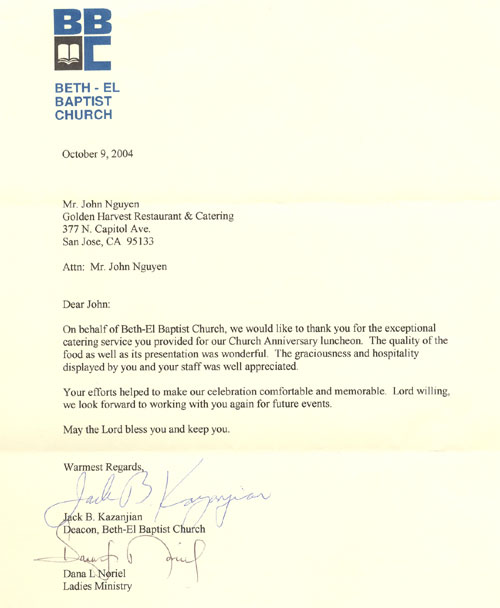 BB
C
BETH - EL
BAPTIST
CHURCH
October 9, 2004
Mr. John Nguyen
Golden Harvest Restaurant & Catering
377 N. Capitol Ave.
San Jose, CA 95133
Attn: Mr. John Nguyen
Dear John:
On behalf of Beth-El Baptist Church, we would like to thank you for the exceptional
catering service you provided for our Church Anniversary luncheon. The quality of the
food as well as its presentation was wonderful. The graciousness and hospitality
displayed by you and your staff was well appreciated.
Your efforts helped to make our celebration comfortable and memorable. Lord willing,
we look forward to working with you again for future events.
May the Lord bless you and keep you.
Warmest Regards,
Jack B. Kazanjian
Jack B. Kazanjian
Deacon, Beth-El Baptist Church
Dana L Noriel
Dana L Noriel
Ladies Ministry